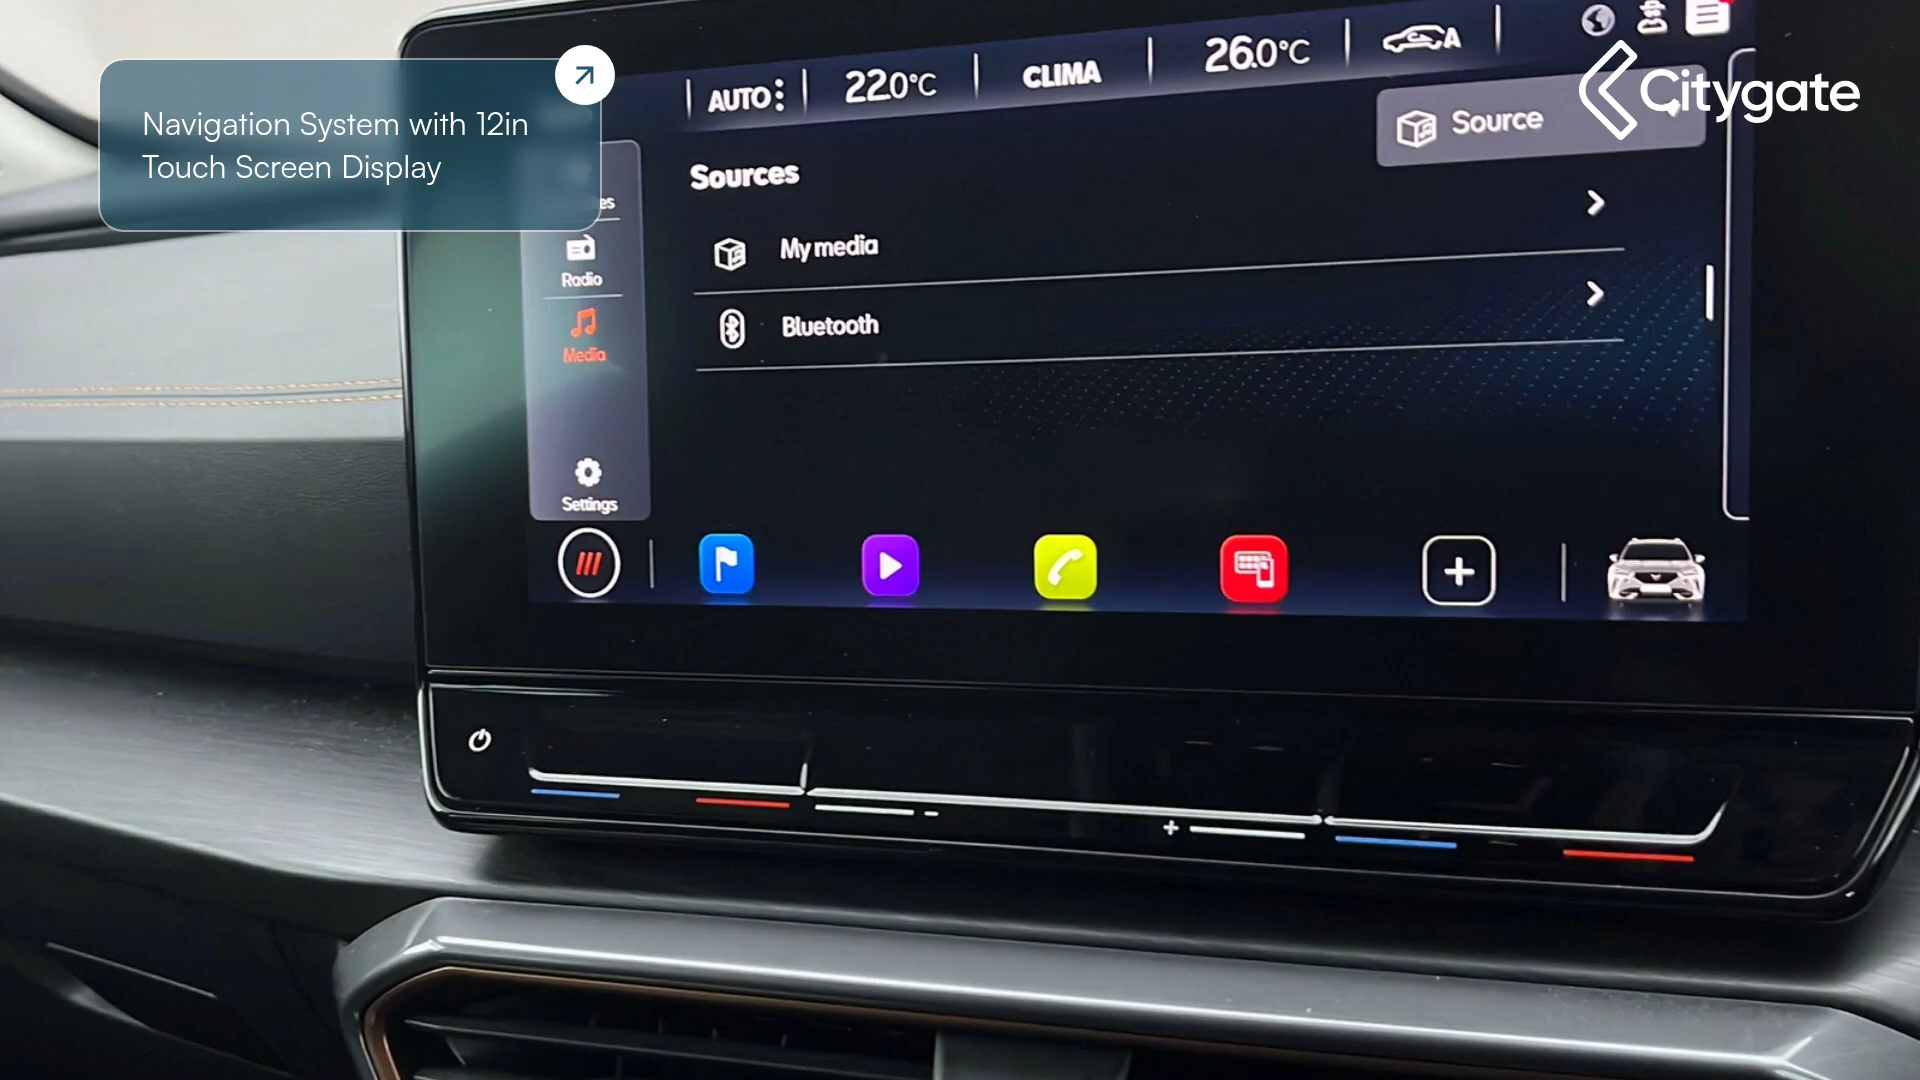 Navigation System with 12in
Touch Screen Display
Citygate
AUTO
22.0°C
CLIMA
26.0°C
A
Source
Sources
My media
Bluetooth
Radio
Media
Settings